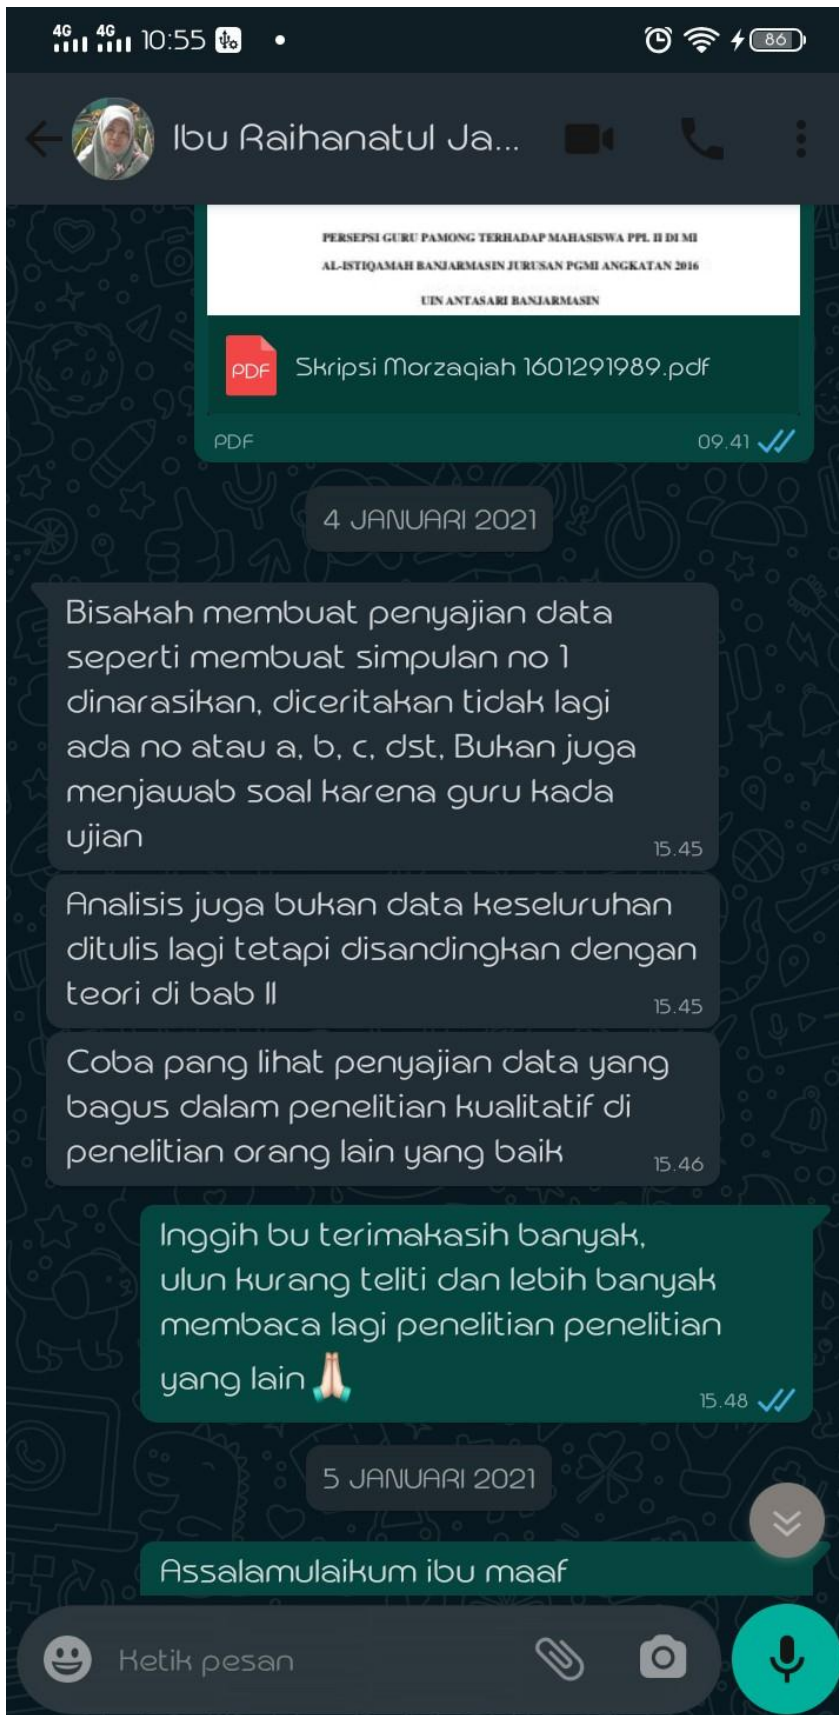 4G 4G 10:55 86
Ibu Raihanatul Ja...
PERSEPSI GURU PAMONG TERHADAP MAHASISWA PPL II DI MI
AL-ISTIQAMAH BANJARMASIN JURUSAN PGMI ANGKATAN 2016
UIN ANTASARI BANJARMASIN
PDF Skripsi Morzaqiah 1601291989.pdf
PDF 09.41
4 JANUARI 2021
Bisakah membuat penyajian data
seperti membuat simpulan no 1
dinarasikan, diceritakan tidak lagi
ada no atau a, b, c, dst, Bukan juga
menjawab soal karena guru kada
ujian 15.45
Analisis juga bukan data keseluruhan
ditulis lagi tetapi disandingkan dengan
teori di bab II 15.45
Coba pang lihat penyajian data yang
bagus dalam penelitian kualitatif di
penelitian orang lain yang baik 15.46
Inggih bu terimakasih banyak,
ulun kurang teliti dan lebih banyak
membaca lagi penelitian penelitian
yang lain🙏🏻 15.48
5 JANUARI 2021
Assalamulaikum ibu maaf
Ketik pesan